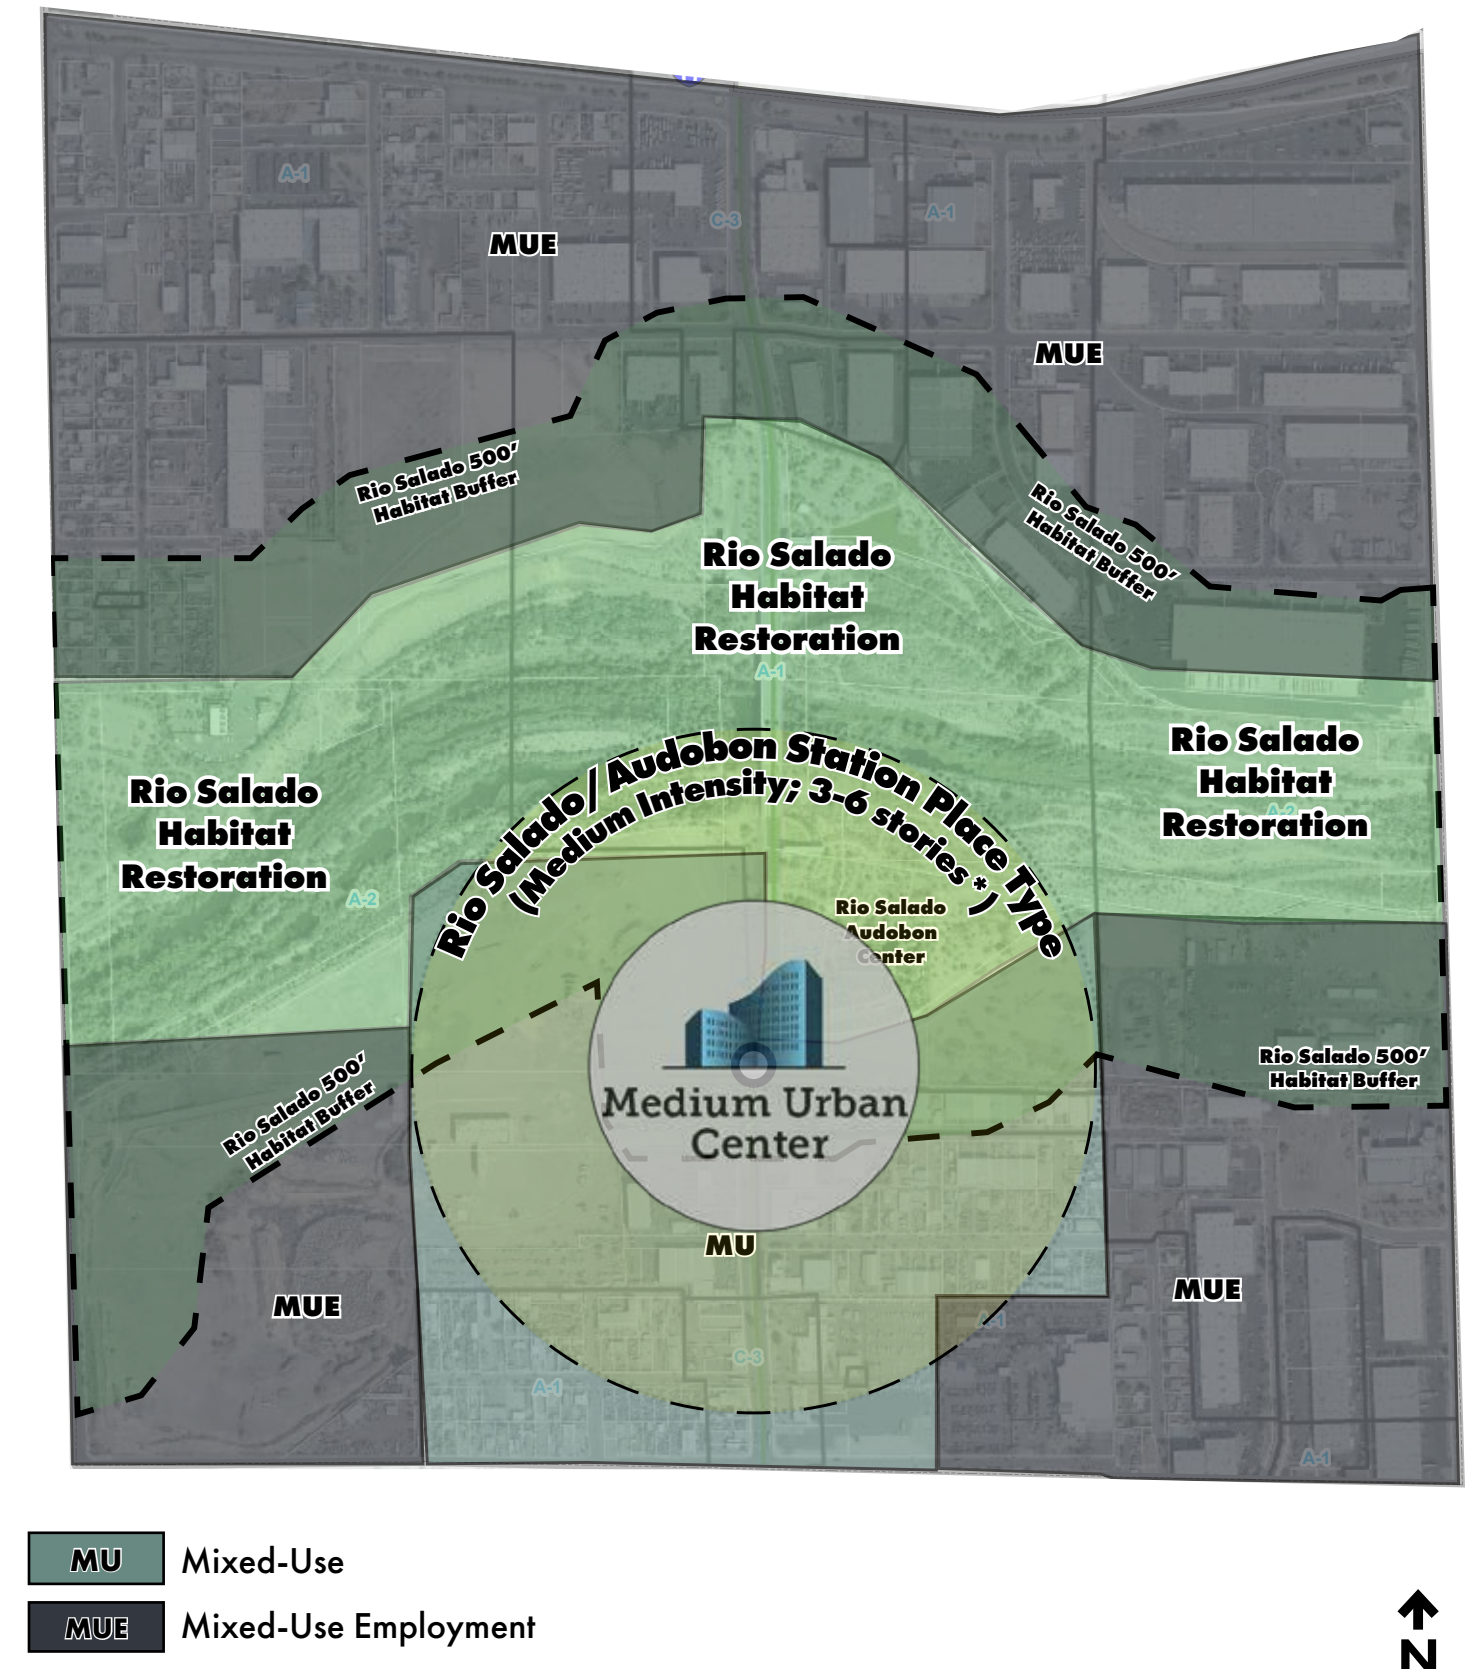 A-1
C-3
A-1
MUE
MUE
Rio Salado 500’
Habitat Buffer
Rio Salado 500’
Habitat Buffer
Rio Salado
Habitat
Restoration
A-1
Rio Salado
Habitat
Restoration
A-2
Rio Salado
Habitat
Restoration
A-2
Rio Salado/Audobon Station Place Type
(Medium Intensity; 3-6 stories*)
Rio Salado
Audobon
Center
Medium Urban
Center
Rio Salado 500’
Habitat Buffer
Rio Salado 500’
Habitat Buffer
MU
MUE
MUE
A-1
C-3
A-1
A-1
MU Mixed-Use
MUE Mixed-Use Employment
N